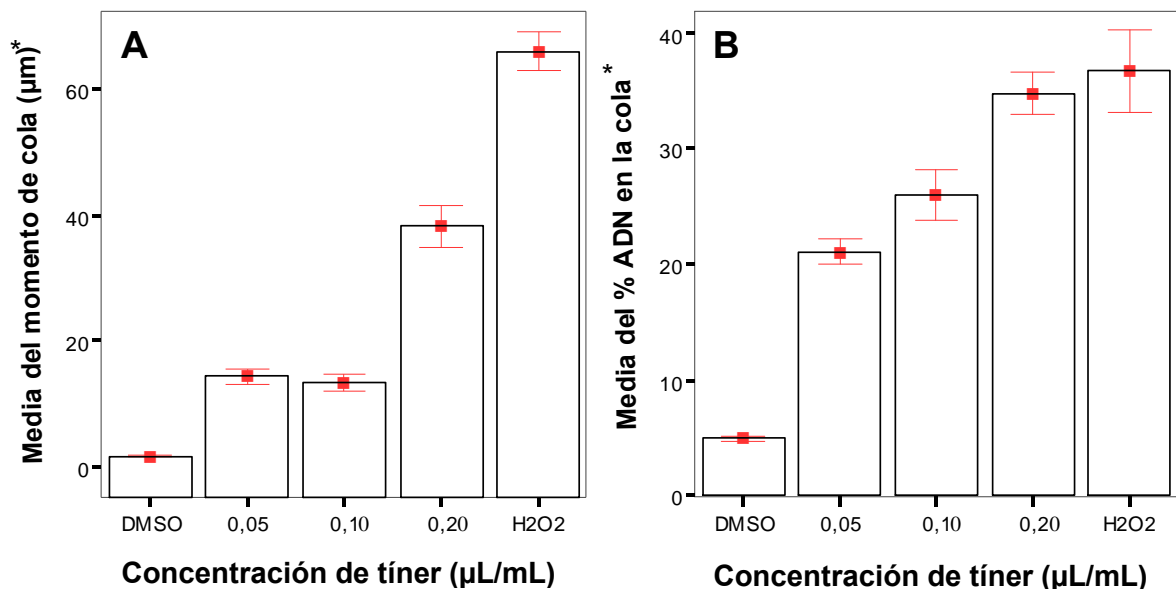 A
Media del momento de cola (µm)*
60
40
20
0
DMSO
0,05
0,10
0,20
H2O2
Concentración de tíner (µL/mL)
B
Media del % ADN en la cola*
40
30
20
10
0
DMSO
0,05
0,10
0,20
H2O2
Concentración de tíner (µL/mL)